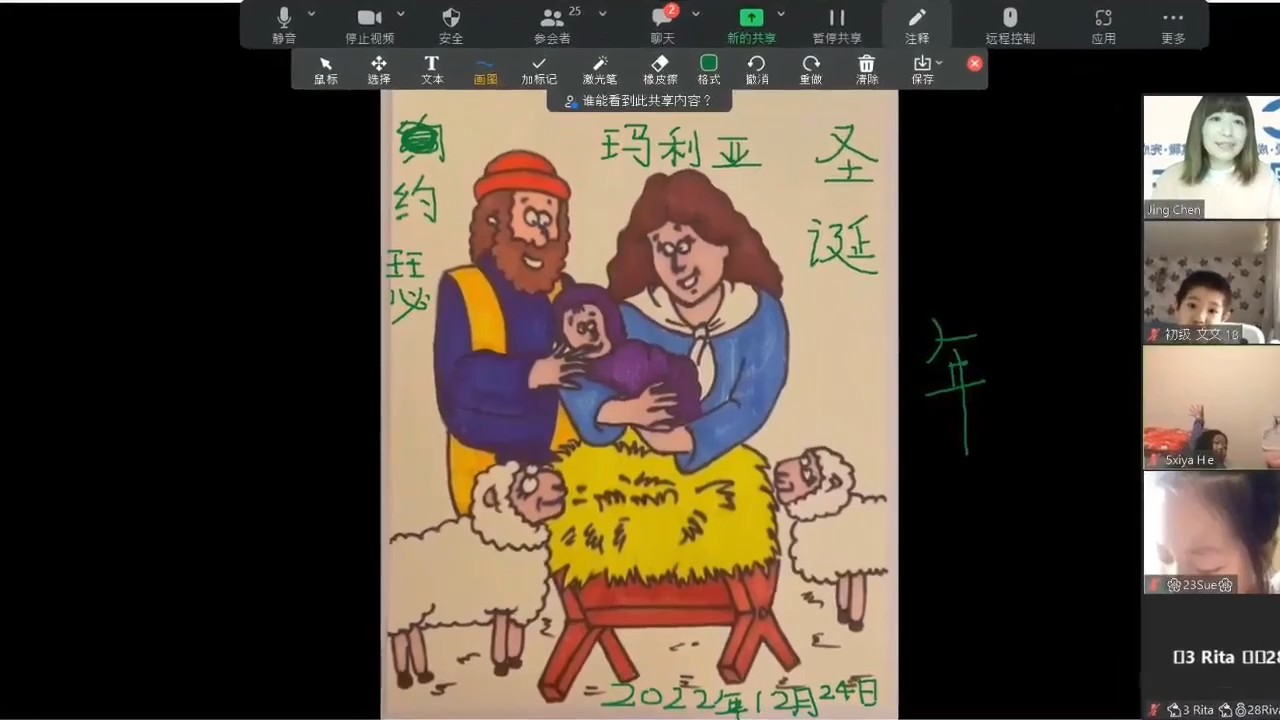 静音 停止视频 安全 25 参会者 2 聊天 新的共享 暂停共享 注释 远程控制 应用 更多
鼠标 选择 T 文本 画图 加标记 激光笔 橡皮擦 格式 撤消 重做 清除 保存
谁能看到此共享内容？
玛利亚
圣
诞
约
年
2022年12月24日
Jing Chen
初级 文文 18
5xiya He
23Sue
3 Rita
3 Rita 28Riv